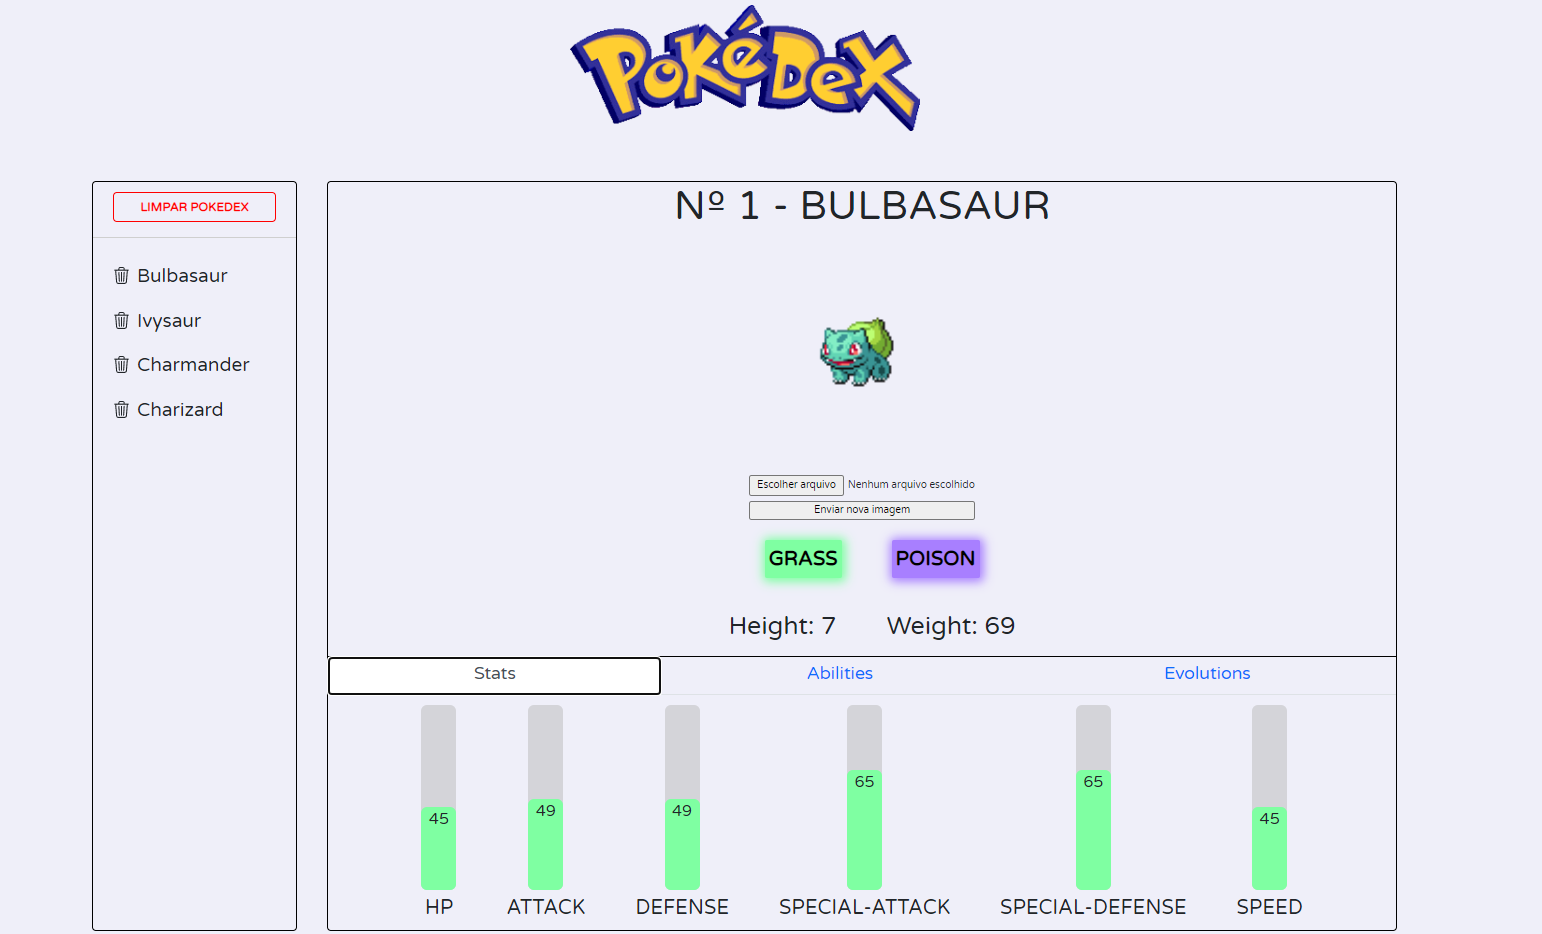 PoKéDeX
LIMPAR POKEDEX
Bulbasaur
Ivysaur
Charmander
Charizard
Nº 1 - BULBASAUR
Escolher arquivo Nenhum arquivo escolhido
Enviar nova imagem
GRASS POISON
Height: 7 Weight: 69
Stats Abilities Evolutions
45 49 49 65 65 45
HP ATTACK DEFENSE SPECIAL-ATTACK SPECIAL-DEFENSE SPEED